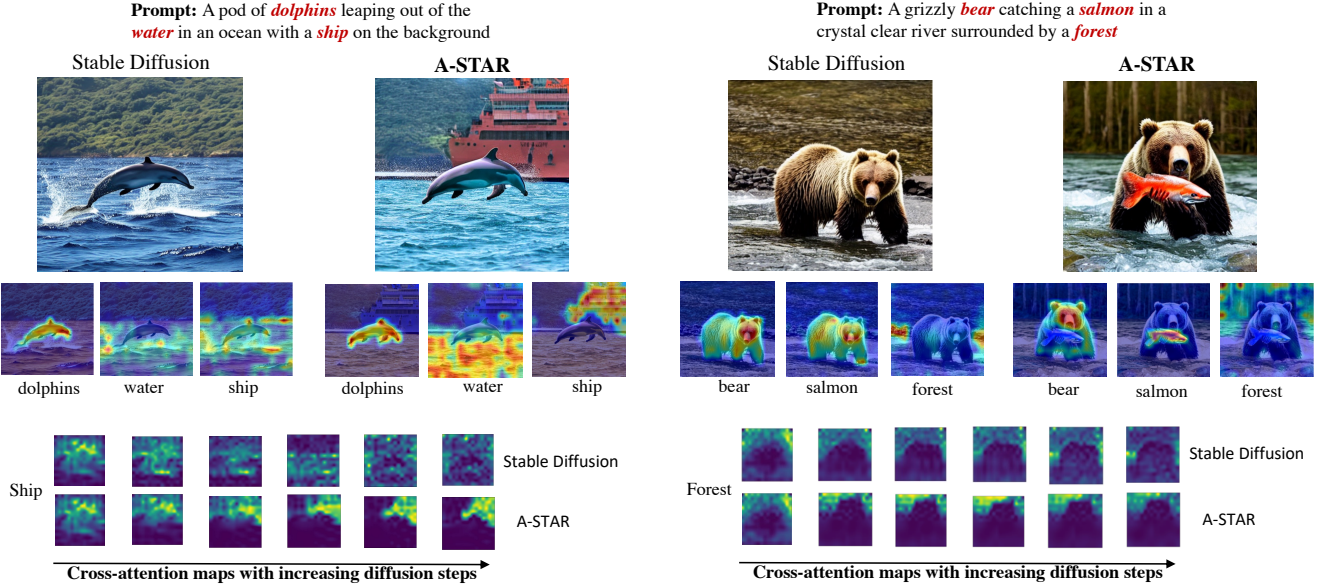 Prompt: A pod of dolphins leaping out of the
water in an ocean with a ship on the background
Stable Diffusion
A-STAR
dolphins
water
ship
dolphins
water
ship
Ship
Stable Diffusion
A-STAR
Cross-attention maps with increasing diffusion steps
Prompt: A grizzly bear catching a salmon in a
crystal clear river surrounded by a forest
Stable Diffusion
A-STAR
bear
salmon
forest
bear
salmon
forest
Forest
Stable Diffusion
A-STAR
Cross-attention maps with increasing diffusion steps